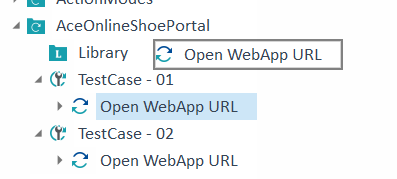 ActionModes
AceOnlineShoePortal
Library Open WebApp URL
TestCase - 01
Open WebApp URL
TestCase - 02
Open WebApp URL